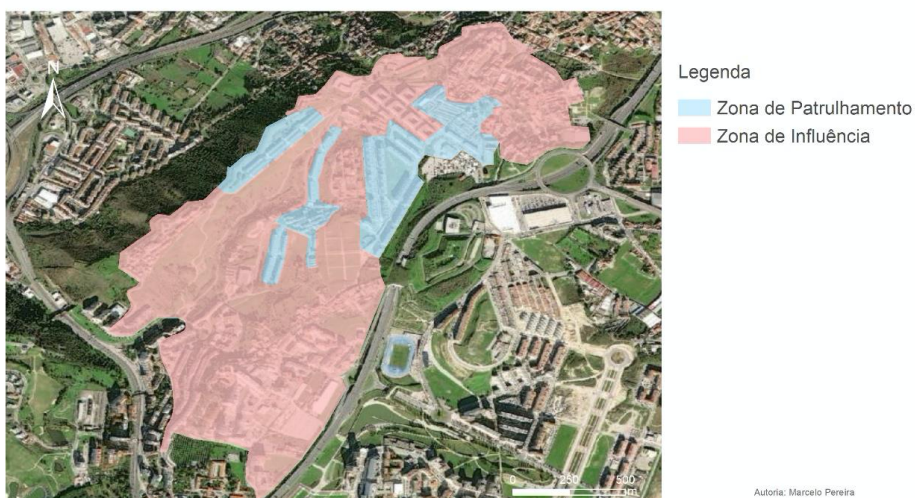 N
Legenda
Zona de Patrulhamento
Zona de Influência
0 250 500
m
Autoria: Marcelo Pereira